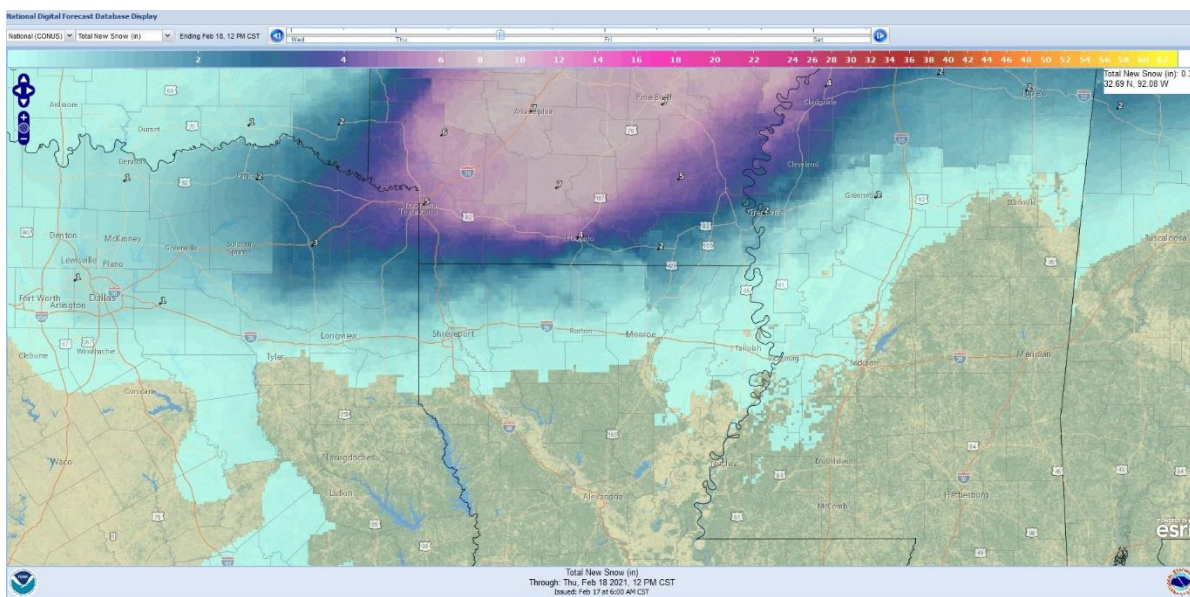 National Digital Forecast Database Display
National (CONUS) Total New Snow (in) Ending Feb 18, 12 PM CST
Wed Thu Fri Sat
2 4 6 8 10 12 14 16 18 20 22 24 26 28 30 32 34 36 38 40 42 44 46 48 50 52 54 56 58 60 62
Total New Snow (in): 0.
32.69 N, 92.08 W
Ardmore
Arkadelphia
Pine Bluff
Clarksdale
Tupelo
Durant
Denison
Cleveland
Paris
Texarkana
Texarkana
Greenwood
Starkville
Greenville
Denton
McKinney
Greenville
Sulphur
Springs
El Dorado
Tuscaloosa
Lewisville
Plano
Fort Worth
Dallas
Arlington
Longview
Shreveport
Ruston
Monroe
Tallulah
Vicksburg
Jackson
Meridian
Cleburne
Waxahachie
Tyler
Corsicana
Waco
Nacogdoches
Lufkin
Natchez
Brookhaven
Alexandria
McComb
Hattiesburg
POWERED BY
esri
NOAA
Total New Snow (in)
Through: Thu, Feb 18 2021, 12 PM CST
Issued: Feb 17 at 6:00 AM CST